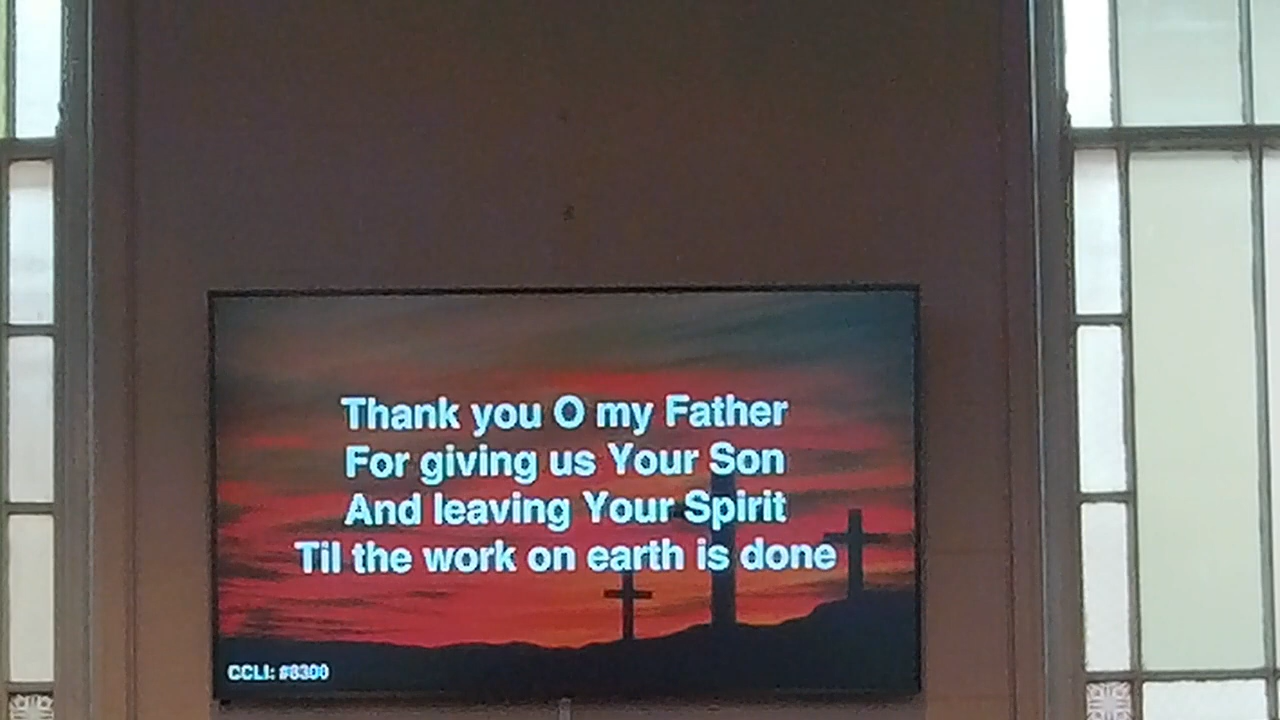 Thank you O my Father
For giving us Your Son
And leaving Your Spirit
Til the work on earth is done
CCLI: